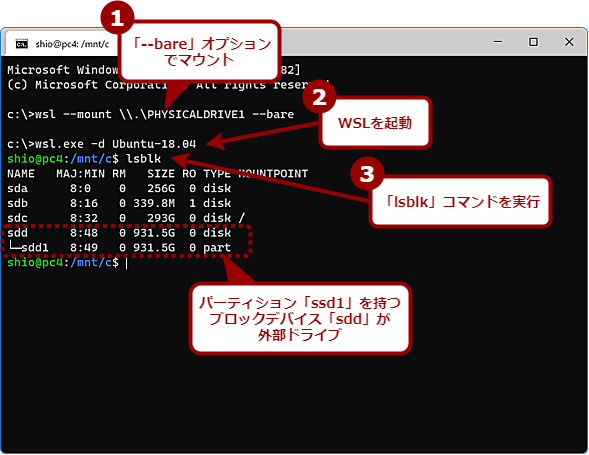 1
「--bare」オプション
でマウント
shio@pc4: /mnt/c
Microsoft Window 82]
(c) Microsoft Corporation. All rights reserved
c:\>wsl --mount \\.\PHYSICALDRIVE1 --bare
2
WSLを起動
c:\>wsl.exe -d Ubuntu-18.04
shio@pc4:/mnt/c$ lsblk
3
「lsblk」コマンドを実行
NAME MAJ:MIN RM SIZE RO TYPE MOUNTPOINT
sda 8:0 0 256G 0 disk
sdb 8:16 0 339.8M 1 disk
sdc 8:32 0 293G 0 disk /
sdd 8:48 0 931.5G 0 disk
└─sdd1 8:49 0 931.5G 0 part
shio@pc4:/mnt/c$
パーティション「ssd1」を持つ
ブロックデバイス「sdd」が
外部ドライブ